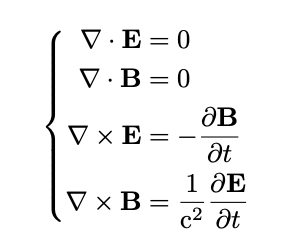 ∇ · E = 0
∇ · B = 0
∇ × E = −∂B/∂t
∇ × B = 1/c² ∂E/∂t